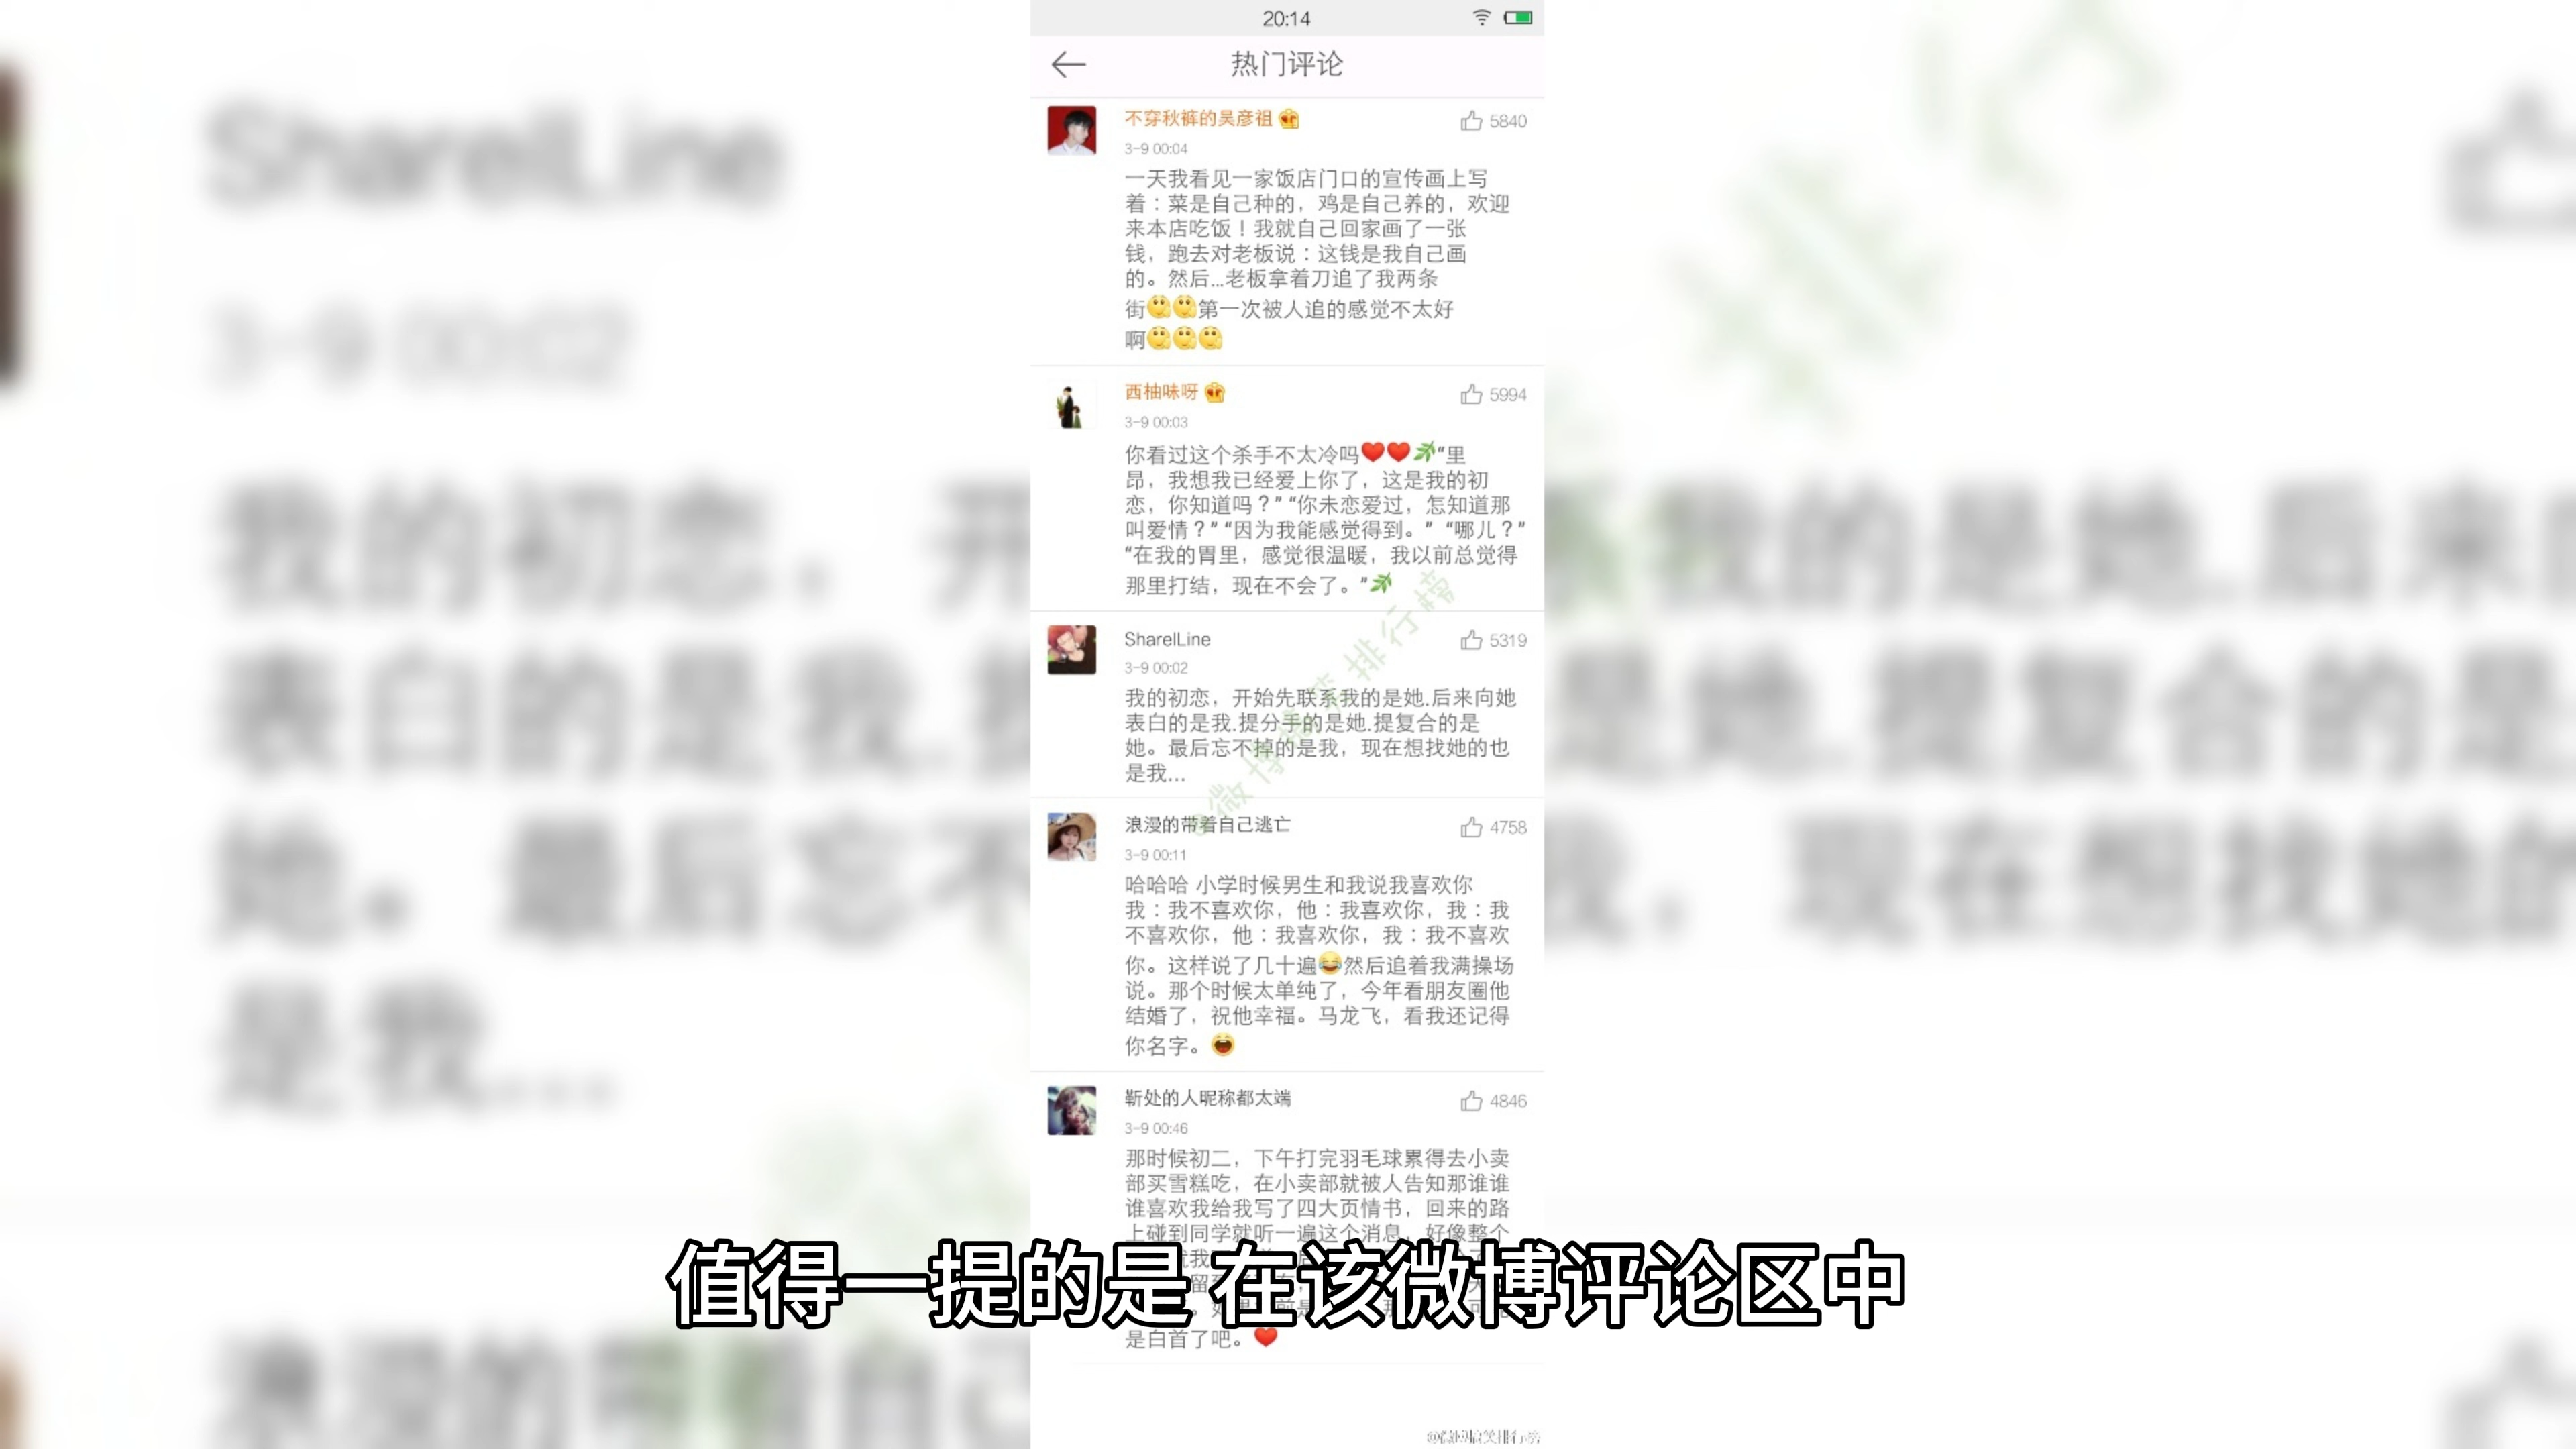 20:14
热门评论
不穿秋裤的吴彦祖
5840
3-9 00:04
一天我看见一家饭店门口的宣传画上写
着：菜是自己种的，鸡是自己养的，欢迎
来本店吃饭！我就自己回家画了一张
钱，跑去对老板说：这钱是我自己画
的。然后...老板拿着刀追了我两条
街🤔🤔第一次被人追的感觉不太好
啊🤔🤔🤔
西柚味呀
5994
3-9 00:03
你看过这个杀手不太冷吗❤❤🌿“里
昂，我想我已经爱上你了，这是我的初
恋，你知道吗？” “你未恋爱过，怎知道那
叫爱情？” “因为我能感觉得到。” “哪儿？”
“在我的胃里，感觉很温暖，我以前总觉得
那里打结，现在不会了。”🌿
SharelLine
5319
3-9 00:02
我的初恋，开始先联系我的是她.后来向她
表白的是我.提分手的是她.提复合的是
她。最后忘不掉的是我，现在想找她的也
是我...
浪漫的带着自己逃亡
4758
3-9 00:11
哈哈哈 小学时候男生和我说我喜欢你
我：我不喜欢你，他：我喜欢你，我：我
不喜欢你，他：我喜欢你，我：我不喜欢
你。这样说了几十遍😂然后追着我满操场
说。那个时候太单纯了，今年看朋友圈他
结婚了，祝他幸福。马龙飞，看我还记得
你名字。😄
靳处的人昵称都太端
4846
3-9 00:46
那时候初二，下午打完羽毛球累得去小卖
部买雪糕吃，在小卖部就被人告知那谁谁
谁喜欢我给我写了四大页情书，回来的路
上碰到同学就听一遍这个消息，好像整个
值得一提的是 在该微博评论区中
是白首了吧。❤